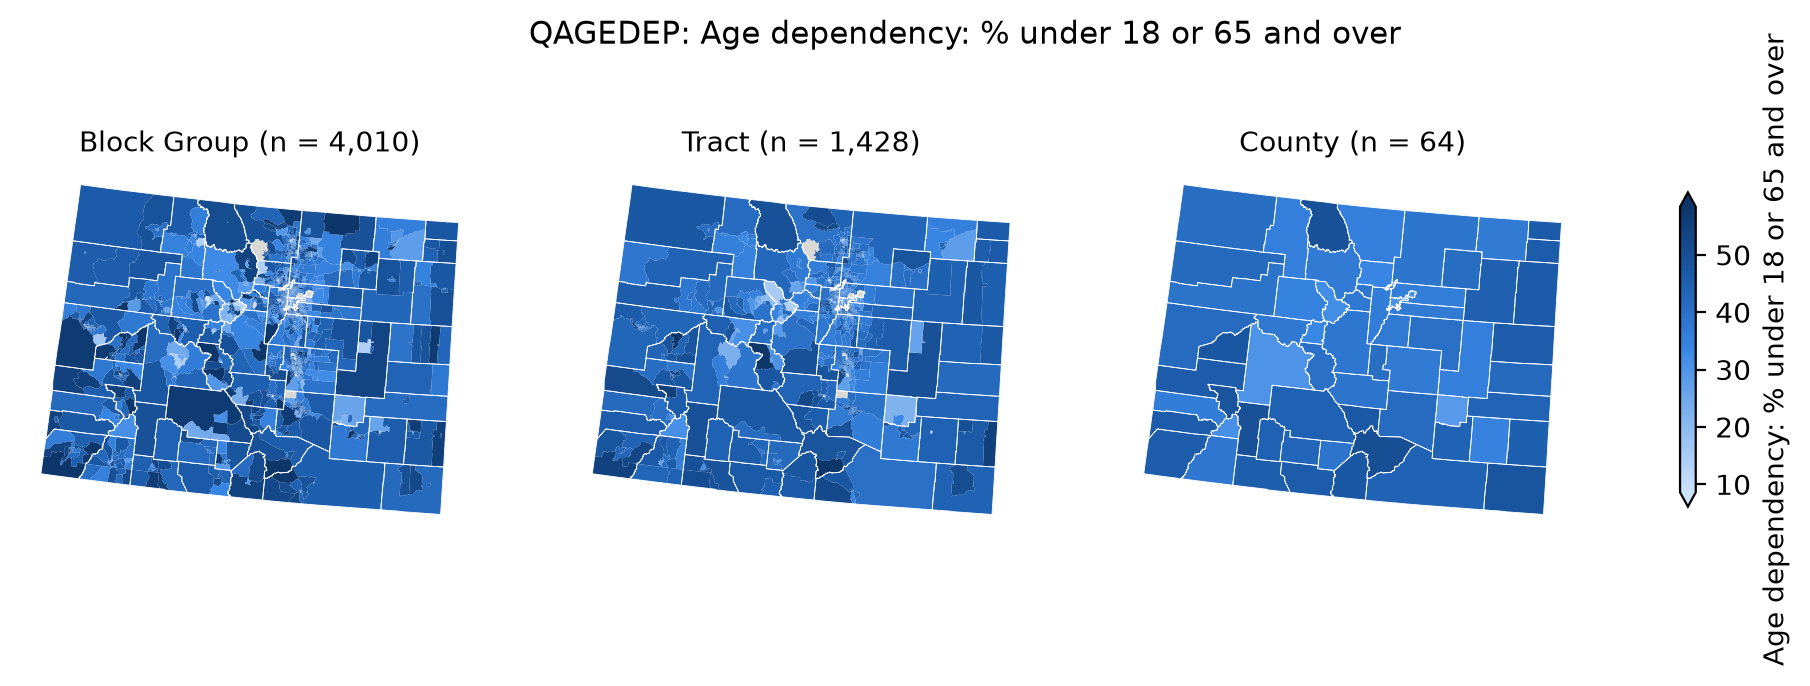 QAGEDEP: Age dependency: % under 18 or 65 and over
Block Group (n = 4,010)
Tract (n = 1,428)
County (n = 64)
50
40
30
20
10
Age dependency: % under 18 or 65 and over